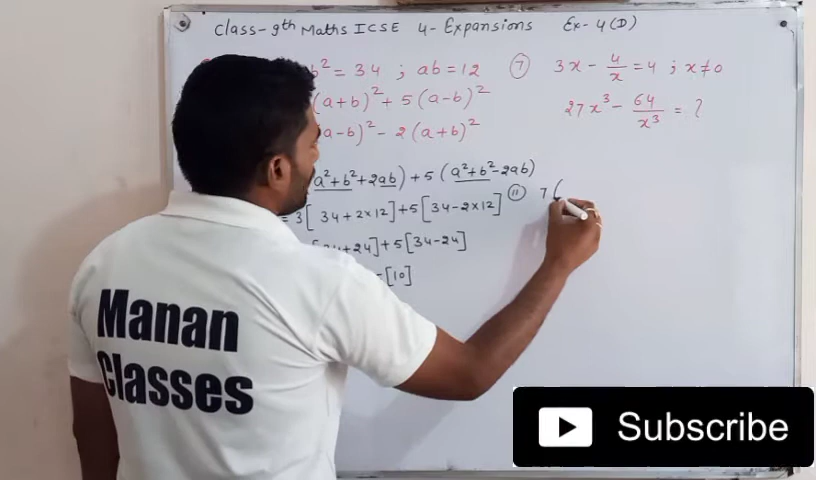 Class-9th Maths ICSE 4-Expansions Ex-4(D)
b² = 34 ; ab = 12
(a+b)² + 5(a-b)²
(a-b)² - 2(a+b)²
⑦ 3x - 4/x = 4 ; x ≠ 0
27x³ - 64/x³ = ?
a²+b²+2ab) + 5(a²+b²-2ab)
= 3[ 34+2×12] + 5[34-2×12]
+24] + 5[34-24]
[10]
(ii) 7(
Manan
Classes
Subscribe